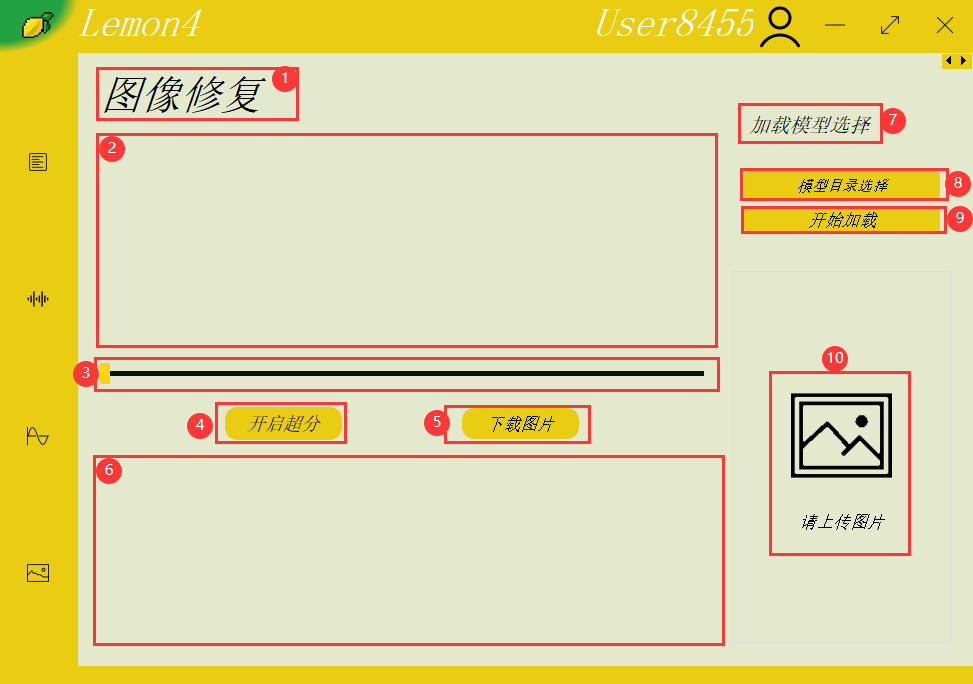 Lemon4
User8455
图像修复
1
2
3
4
开启超分
5
下载图片
6
加载模型选择
7
模型目录选择
8
开始加载
9
10
请上传图片